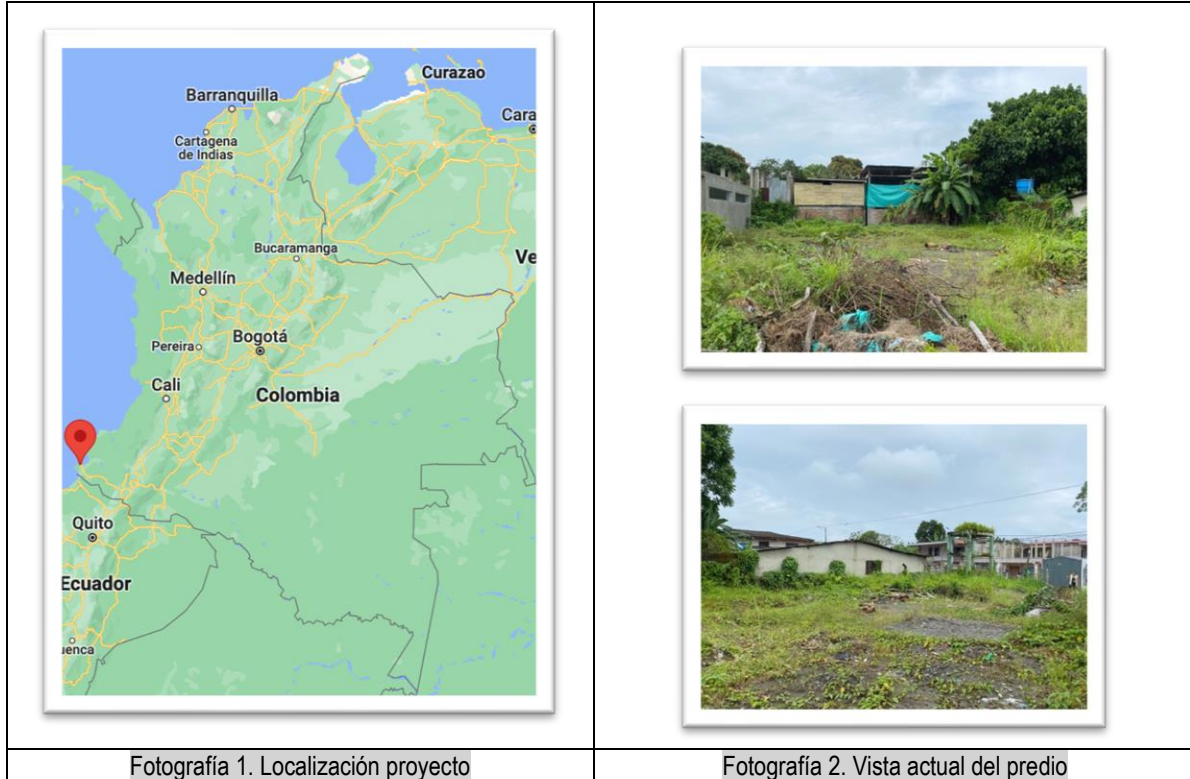 Curazao
Barranquilla
Cara
Cartagena
de Indias
Bucaramanga
Ve
Medellín
Pereira
Bogotá
Cali
Colombia
Quito
Ecuador
uenca
Fotografía 1. Localización proyecto
Fotografía 2. Vista actual del predio